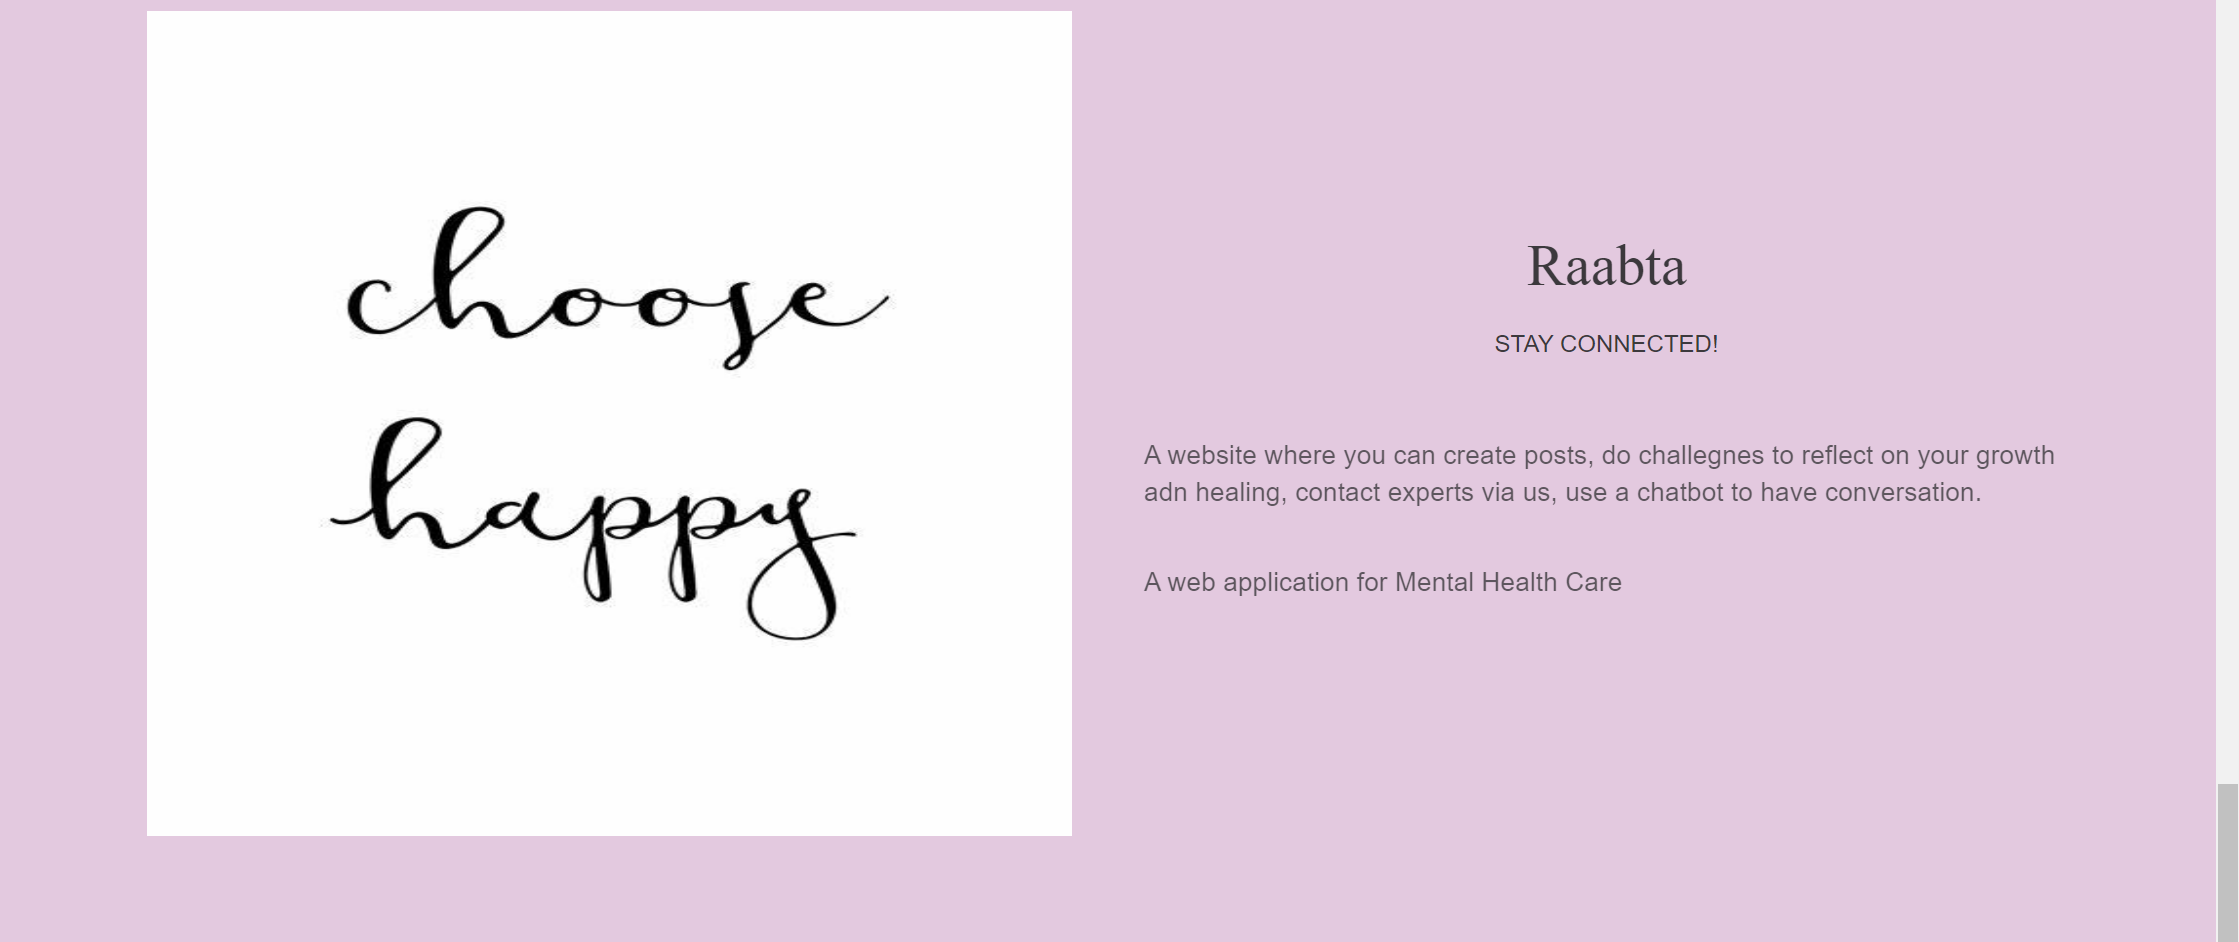 choose
happy
Raabta
STAY CONNECTED!
A website where you can create posts, do challegnes to reflect on your growth
adn healing, contact experts via us, use a chatbot to have conversation.
A web application for Mental Health Care